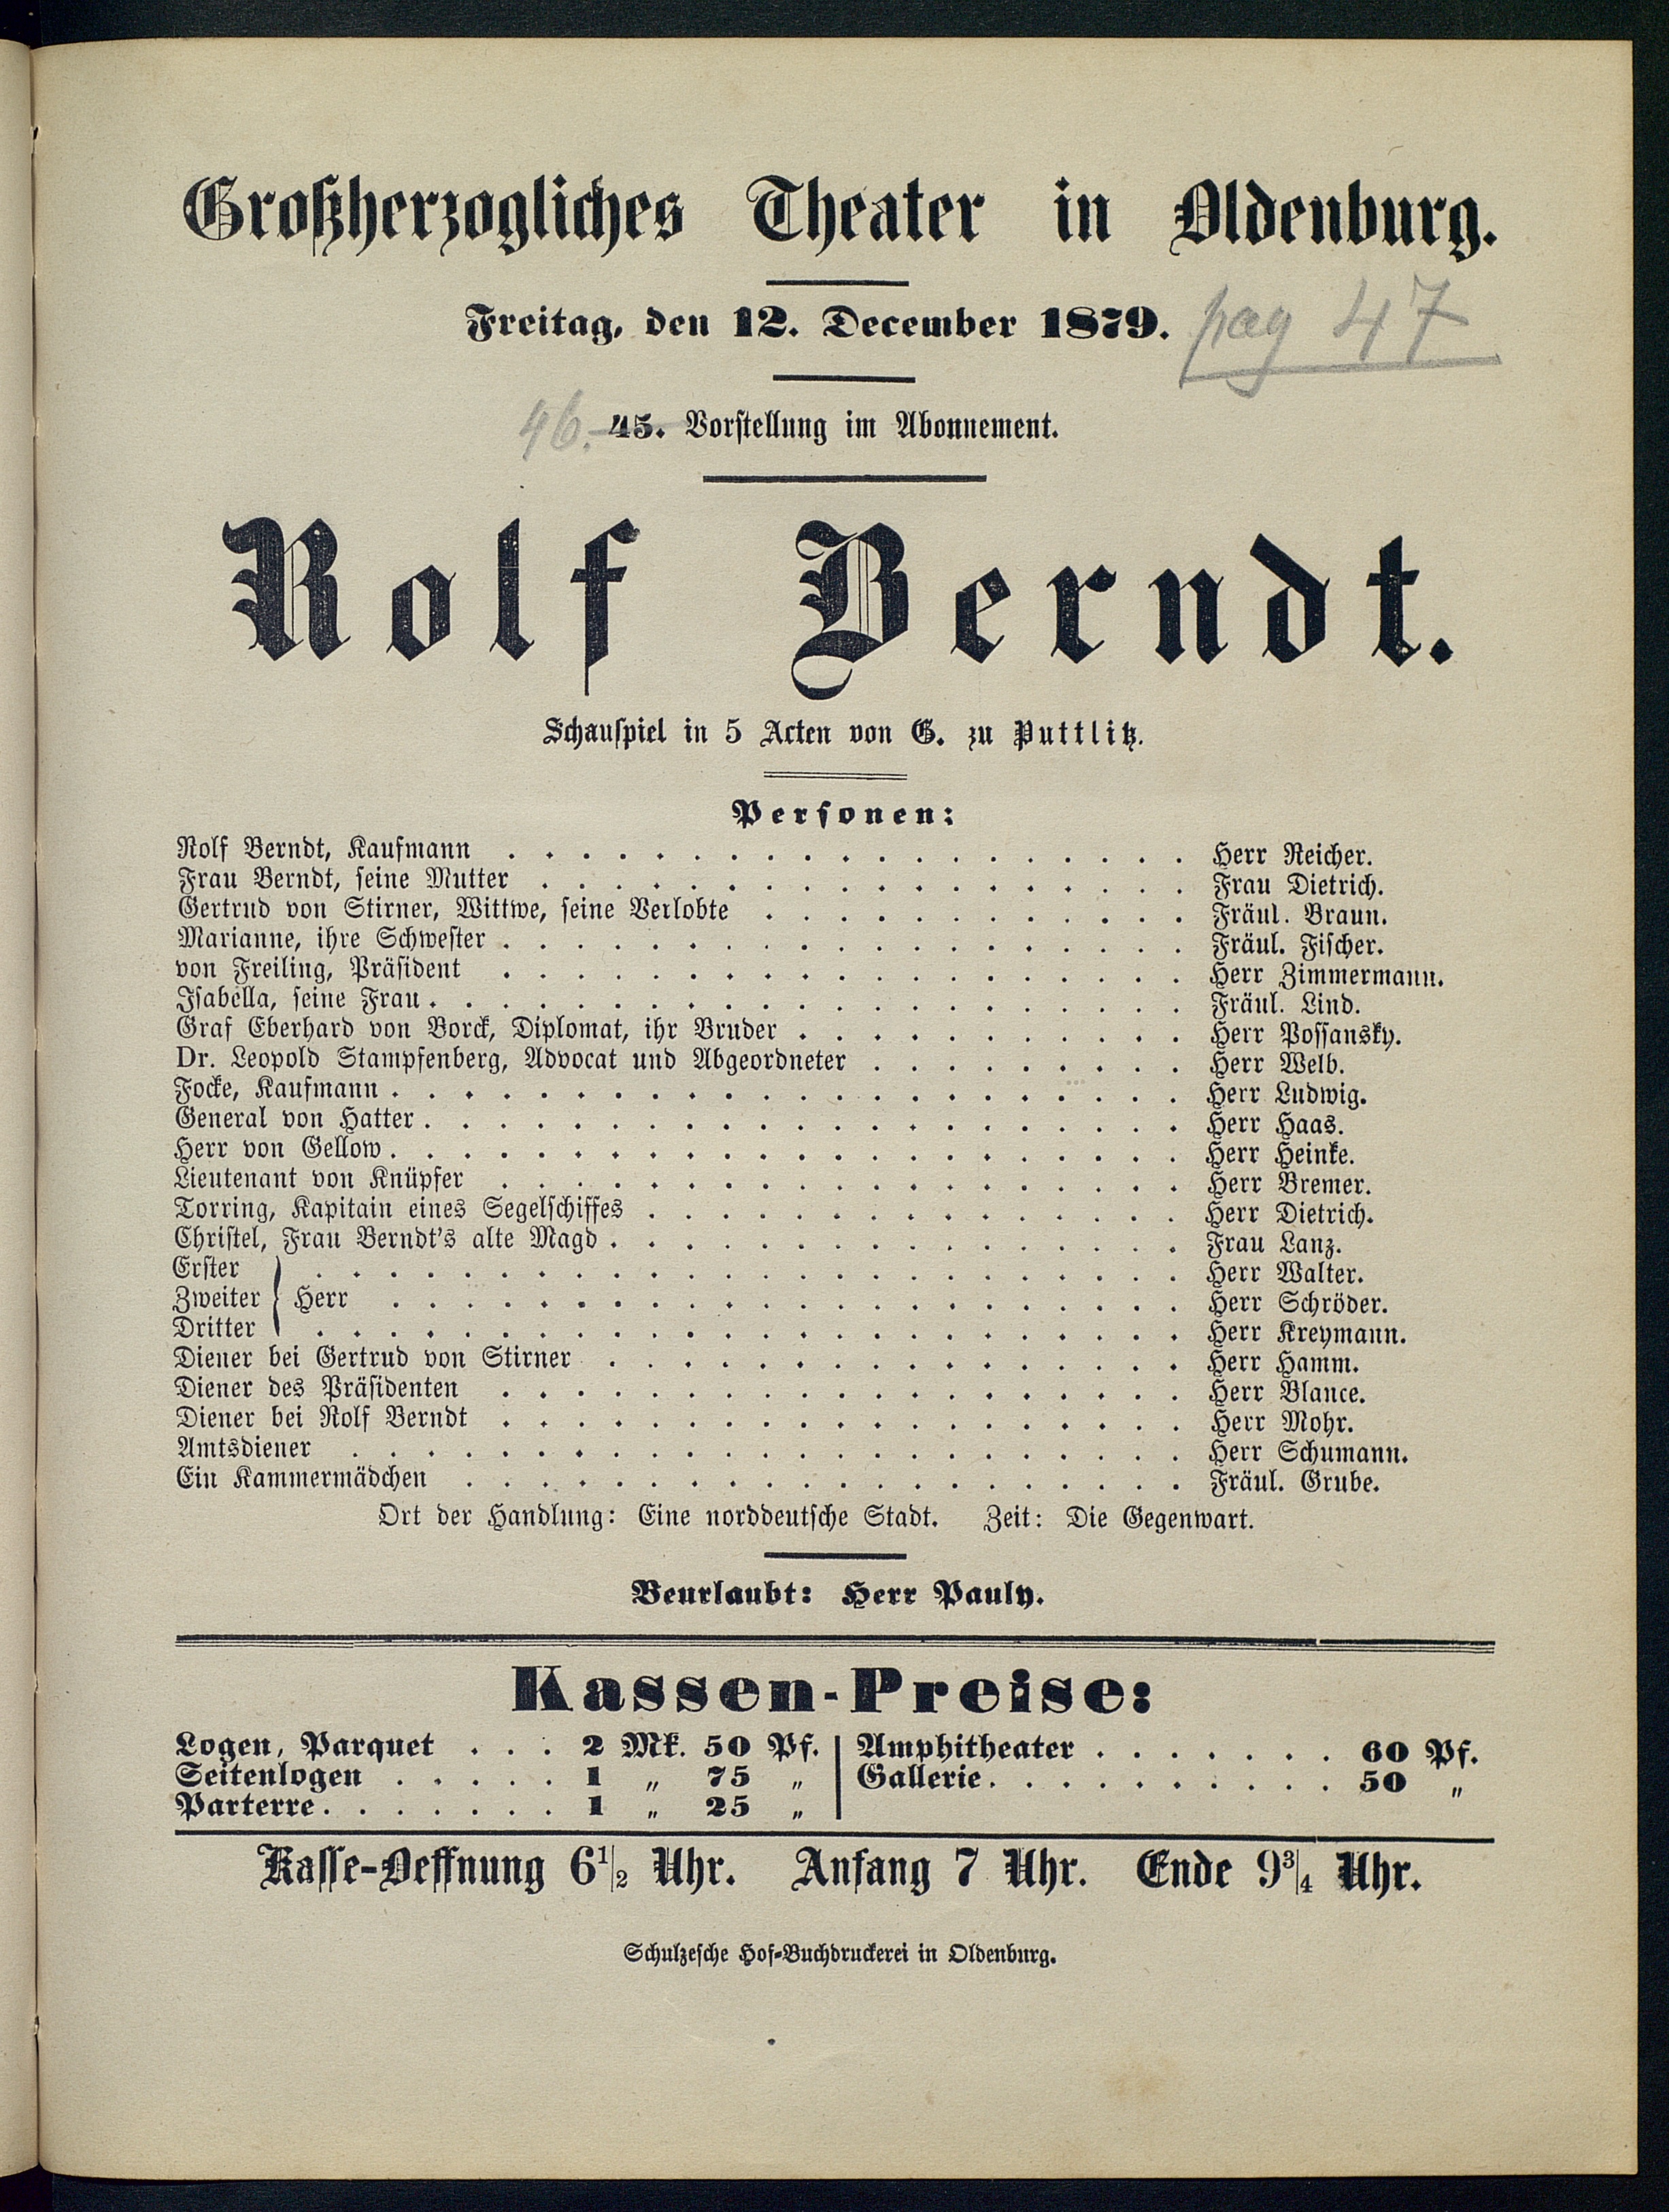 Großherzogliches Theater in Oldenburg.
Freitag, den 12. December 1879. pag 47
46. 45. Vorstellung im Abonnement.
Rolf Berndt.
Schauspiel in 5 Acten von G. zu Puttlitz.
Personen:
Rolf Berndt, Kaufmann . . . . . . . . . . Herr Reicher.
Frau Berndt, seine Mutter . . . . . . . . . . Frau Dietrich.
Gertrud von Stirner, Wittwe, seine Verlobte . . . . . . . . . . Fräul. Braun.
Marianne, ihre Schwester . . . . . . . . . . Fräul. Fischer.
von Freiling, Präsident . . . . . . . . . . Herr Zimmermann.
Isabella, seine Frau . . . . . . . . . . Fräul. Lind.
Graf Eberhard von Borck, Diplomat, ihr Bruder . . . . . . . . . . Herr Possansky.
Dr. Leopold Stampfenberg, Advocat und Abgeordneter . . . . . . . . . Herr Welb.
Focke, Kaufmann . . . . . . . . . . Herr Ludwig.
General von Hatter . . . . . . . . . . Herr Haas.
Herr von Gellow . . . . . . . . . . Herr Heinke.
Lieutenant von Knüpfer . . . . . . . . . . Herr Bremer.
Torring, Kapitain eines Segelschiffes . . . . . . . . . . Herr Dietrich.
Christel, Frau Berndt's alte Magd . . . . . . . . . . Frau Lanz.
Erster . . . . . . . . . . Herr Walter.
Zweiter } Herr . . . . . . . . . . Herr Schröder.
Dritter . . . . . . . . . . Herr Kreymann.
Diener bei Gertrud von Stirner . . . . . . . . . . Herr Hamm.
Diener des Präsidenten . . . . . . . . . . Herr Blance.
Diener bei Rolf Berndt . . . . . . . . . . Herr Mohr.
Amtsdiener . . . . . . . . . . Herr Schumann.
Ein Kammermädchen . . . . . . . . . . Fräul. Grube.
Ort der Handlung: Eine norddeutsche Stadt. Zeit: Die Gegenwart.
Beurlaubt: Herr Pauly.
Kassen-Preise:
Logen, Parquet . . . 2 Mk. 50 Pf. | Amphitheater . . . . . . . 60 Pf.
Seitenlogen . . . . . 1 „ 75 „ | Gallerie . . . . . . . . . . 50 „
Parterre . . . . . . . 1 „ 25 „
Kasse-Oeffnung 6½ Uhr. Anfang 7 Uhr. Ende 9¾ Uhr.
Schulzesche Hof-Buchdruckerei in Oldenburg.